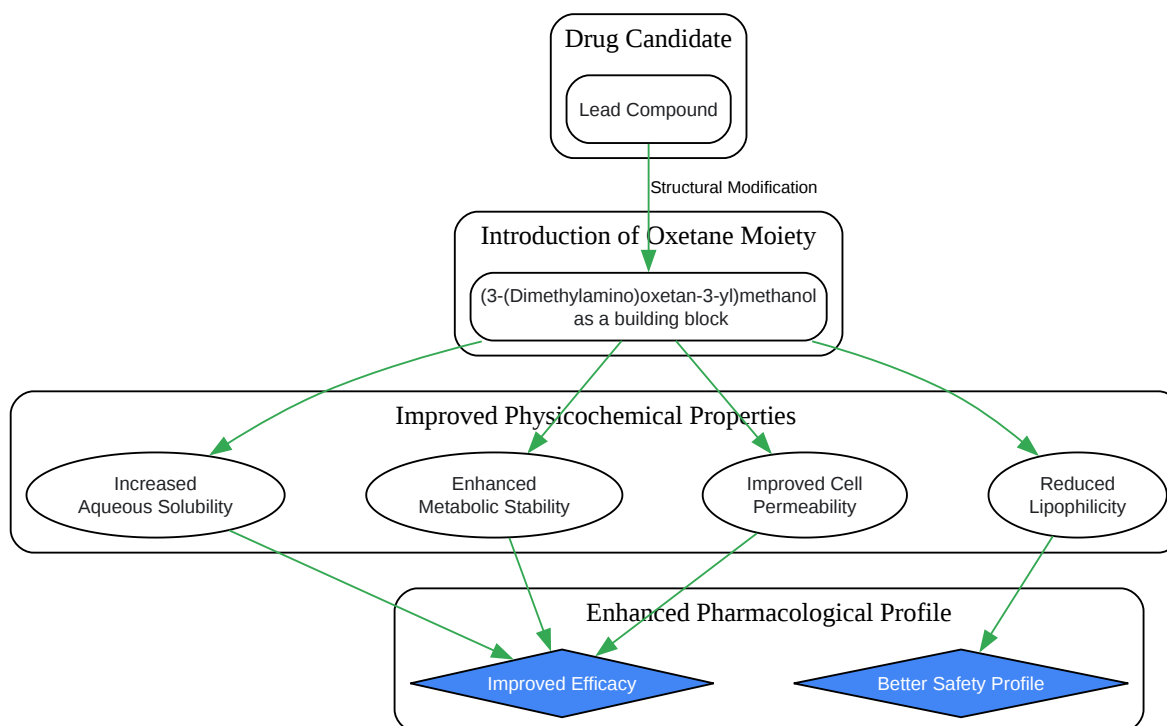 Drug Candidate
Lead Compound
Structural Modification
Introduction of Oxetane Moiety
(3-(Dimethylamino)oxetan-3-yl)methanol
as a building block
Improved Physicochemical Properties
Increased
Aqueous Solubility
Enhanced
Metabolic Stability
Improved Cell
Permeability
Reduced
Lipophilicity
Enhanced Pharmacological Profile
Improved Efficacy
Better Safety Profile